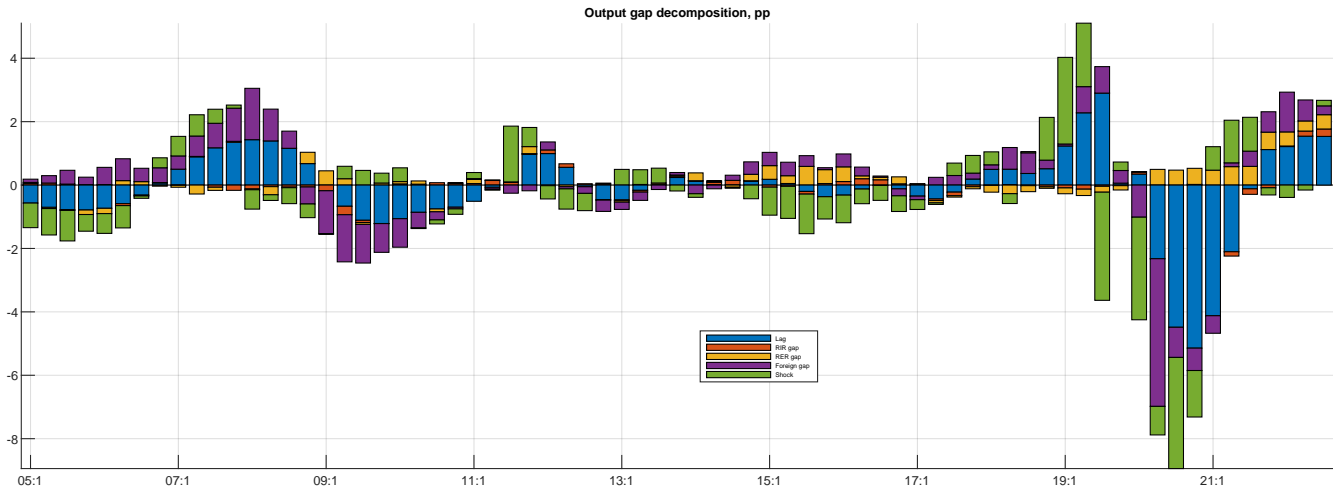 Output gap decomposition, pp
4
2
0
-2
-4
-6
-8
Lag
RIR gap
RER gap
Foreign gap
Shock
05:1 07:1 09:1 11:1 13:1 15:1 17:1 19:1 21:1